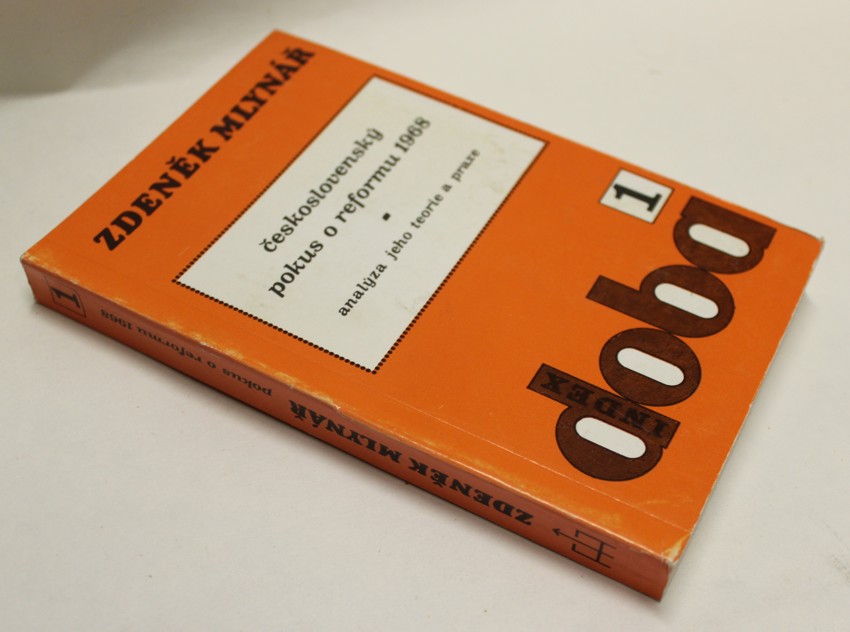 ZDENĚK MLYNÁŘ
československý
pokus o reformu 1968
analýza jeho teorie a praxe
1
doba
INDEX
ZDENĚK MLYNÁŘ
pokus o reformu 1968
1